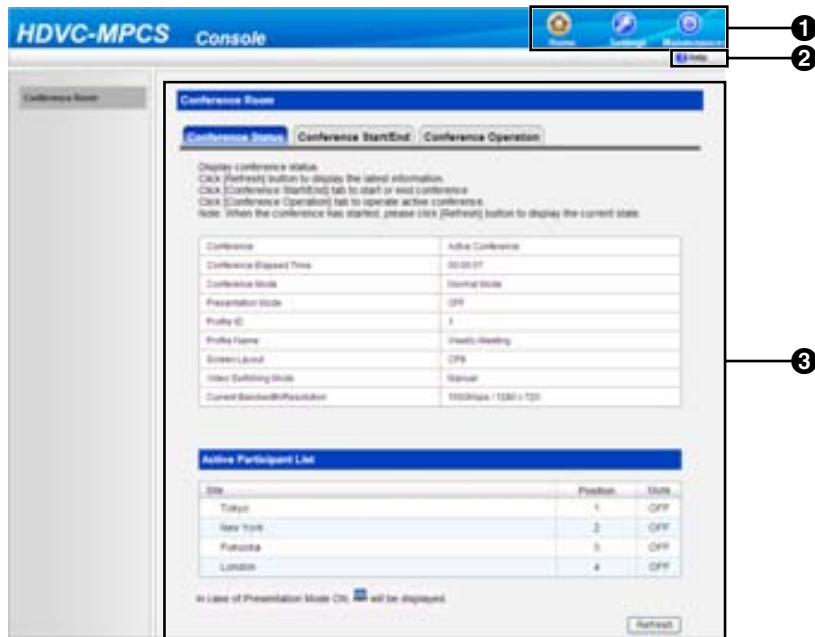 HDVC-MPCS Console
Home Settings Maintenance
❶
Help
❷
Conference Room
Conference Room
Conference Status Conference Start/End Conference Operation
Display conference status.
Click [Refresh] button to display the latest information.
Click [Conference Start/End] tab to start or end conference.
Click [Conference Operation] tab to operate active conference.
Note: When the conference has started, please click [Refresh] button to display the current state.
Conference Active Conference
Conference Elapsed Time 00:00:07
Conference Mode Normal Mode
Presentation Mode OFF
Profile ID 1
Profile Name Weekly Meeting
Screen Layout
Video Switching Mode Manual
Current Bandwidth/Resolution / 1280 x 720
❸
Active Participant List
Site Position Mute
Tokyo 1 OFF
New York 2 OFF
Fukuoka 3 OFF
London 4 OFF
In case of Presentation Mode ON, will be displayed.
Refresh